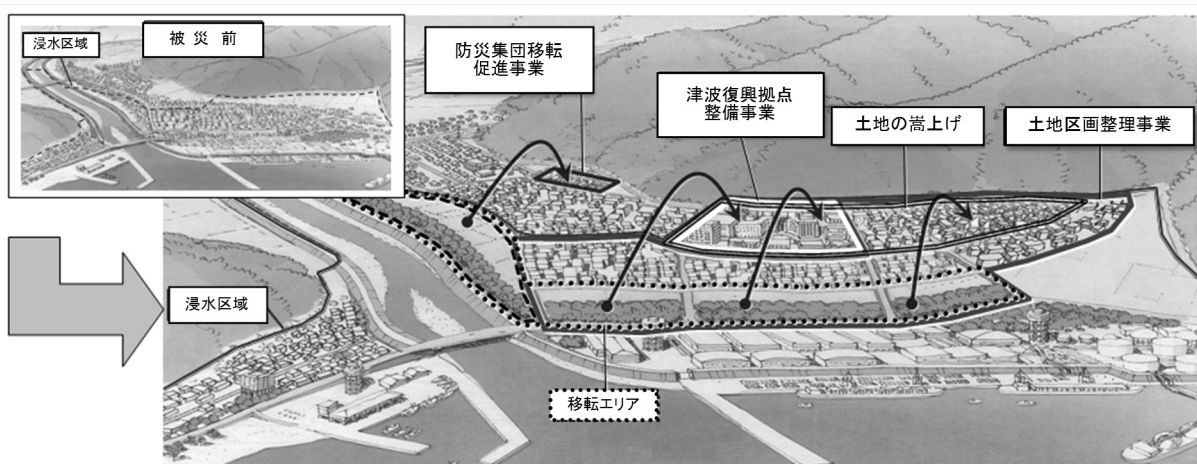 浸水区域
被 災 前
防災集団移転
促進事業
津波復興拠点
整備事業
土地の嵩上げ
土地区画整理事業
浸水区域
移転エリア